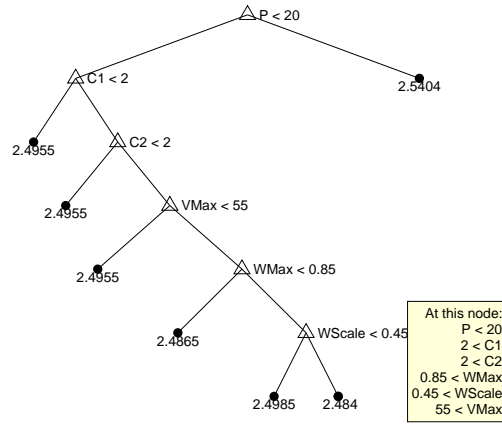 P < 20
C1 < 2
2.5404
2.4955
C2 < 2
2.4955
VMax < 55
2.4955
WMax < 0.85
2.4865
WScale < 0.45
2.4985
2.484
At this node:
P < 20
2 < C1
2 < C2
0.85 < WMax
0.45 < WScale
55 < VMax